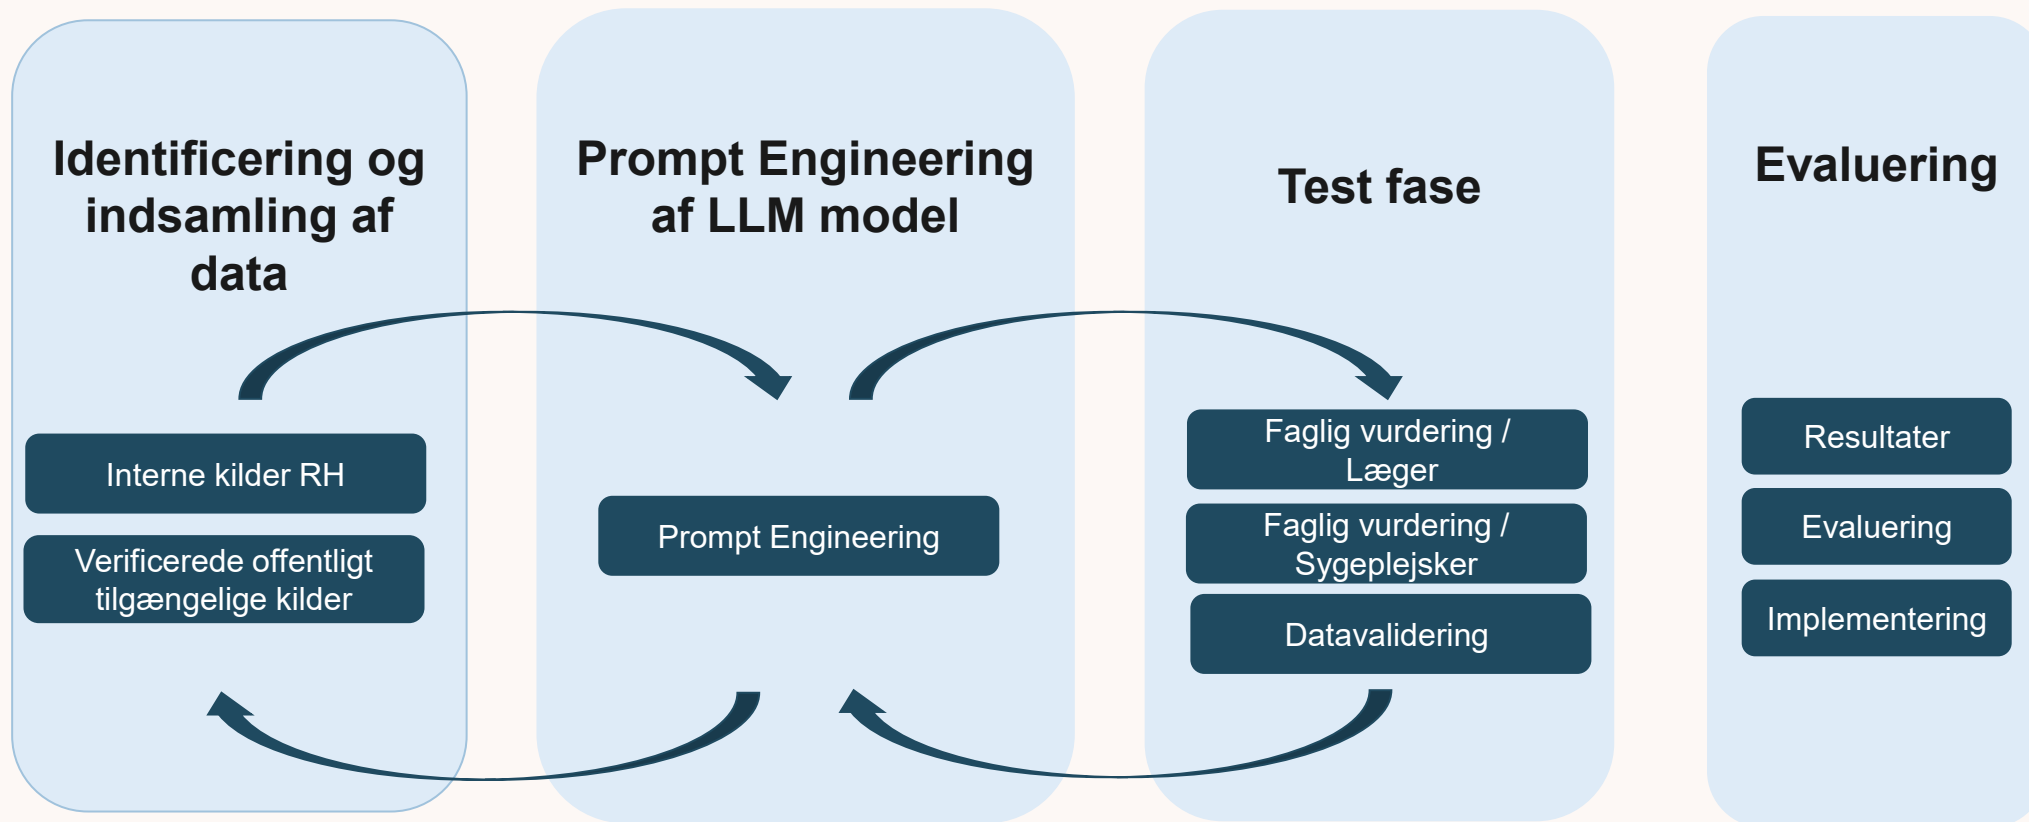 Identificering og
indsamling af
data
Interne kilder RH
Verificerede offentligt
tilgængelige kilder
Prompt Engineering
af LLM model
Prompt Engineering
Test fase
Faglig vurdering /
Læger
Faglig vurdering /
Sygeplejsker
Datavalidering
Evaluering
Resultater
Evaluering
Implementering